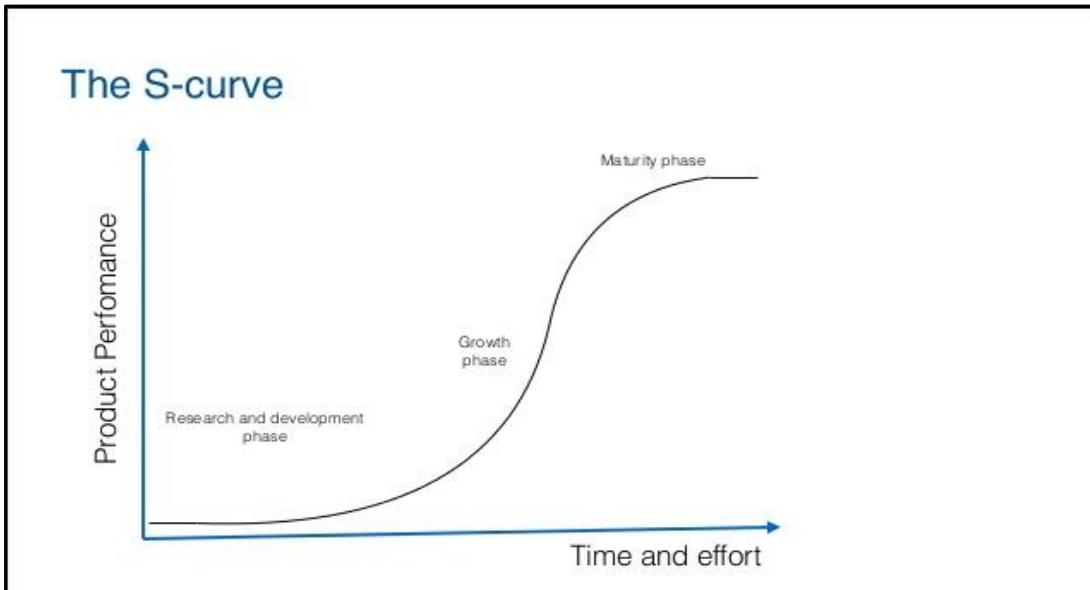 The S-curve
Maturity phase
Product Perfomance
Growth
phase
Research and development
phase
Time and effort